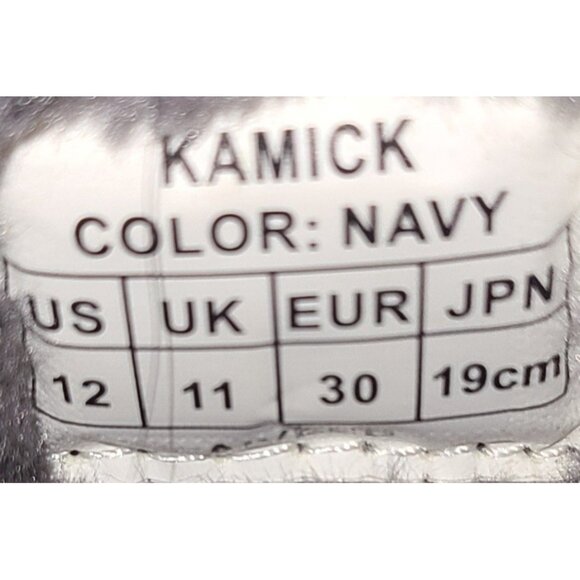 KAMICK
COLOR: NAVY
US UK EUR JPN
12 11 30 19cm